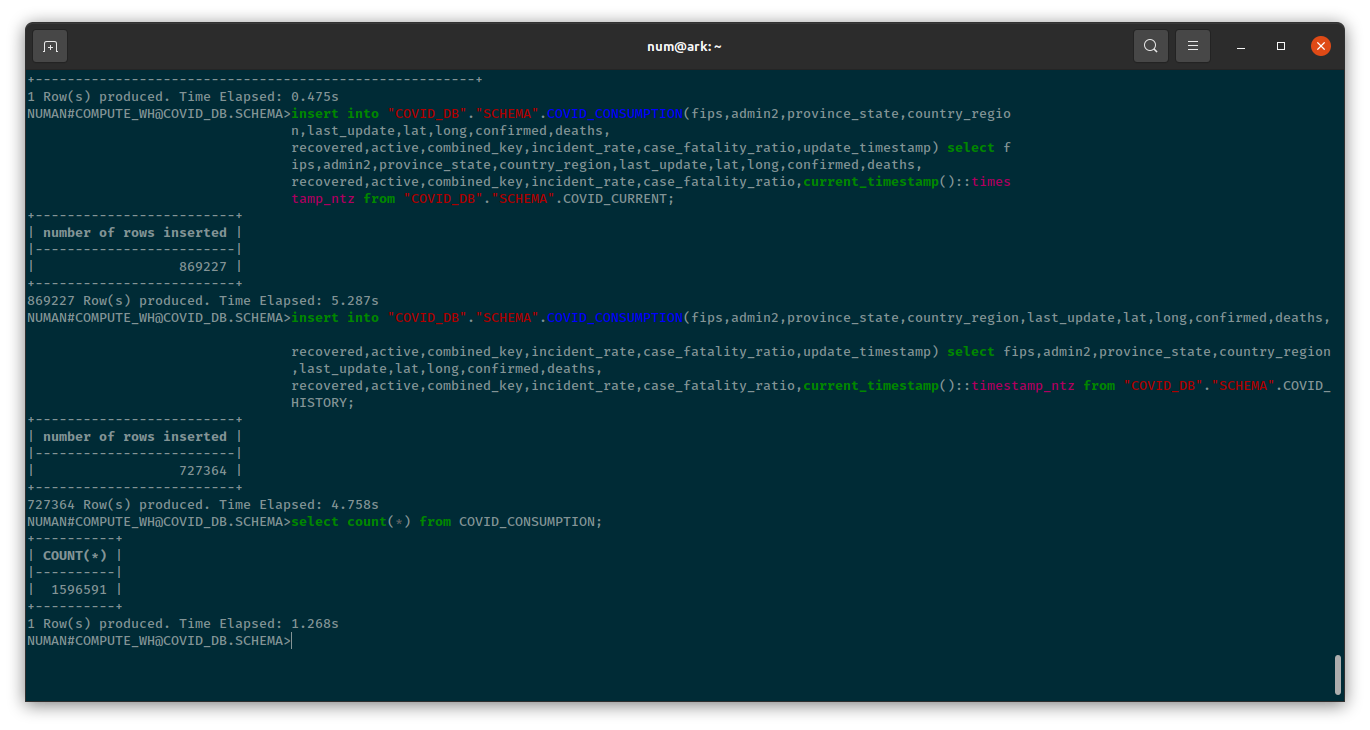 num@ark: ~
+-------------------------------------------------------+
1 Row(s) produced. Time Elapsed: 0.475s
NUMAN#COMPUTE_WH@COVID_DB.SCHEMA>insert into "COVID_DB"."SCHEMA".COVID_CONSUMPTION(fips,admin2,province_state,country_regio
n,last_update,lat,long,confirmed,deaths,
recovered,active,combined_key,incident_rate,case_fatality_ratio,update_timestamp) select f
ips,admin2,province_state,country_region,last_update,lat,long,confirmed,deaths,
recovered,active,combined_key,incident_rate,case_fatality_ratio,current_timestamp()::times
tamp_ntz from "COVID_DB"."SCHEMA".COVID_CURRENT;
+-------------------------+
| number of rows inserted |
|-------------------------|
|                  869227 |
+-------------------------+
869227 Row(s) produced. Time Elapsed: 5.287s
NUMAN#COMPUTE_WH@COVID_DB.SCHEMA>insert into "COVID_DB"."SCHEMA".COVID_CONSUMPTION(fips,admin2,province_state,country_region,last_update,lat,long,confirmed,deaths,
recovered,active,combined_key,incident_rate,case_fatality_ratio,update_timestamp) select fips,admin2,province_state,country_region
,last_update,lat,long,confirmed,deaths,
recovered,active,combined_key,incident_rate,case_fatality_ratio,current_timestamp()::timestamp_ntz from "COVID_DB"."SCHEMA".COVID_
HISTORY;
+-------------------------+
| number of rows inserted |
|-------------------------|
|                  727364 |
+-------------------------+
727364 Row(s) produced. Time Elapsed: 4.758s
NUMAN#COMPUTE_WH@COVID_DB.SCHEMA>select count(*) from COVID_CONSUMPTION;
+----------+
| COUNT(*) |
|----------|
|  1596591 |
+----------+
1 Row(s) produced. Time Elapsed: 1.268s
NUMAN#COMPUTE_WH@COVID_DB.SCHEMA>